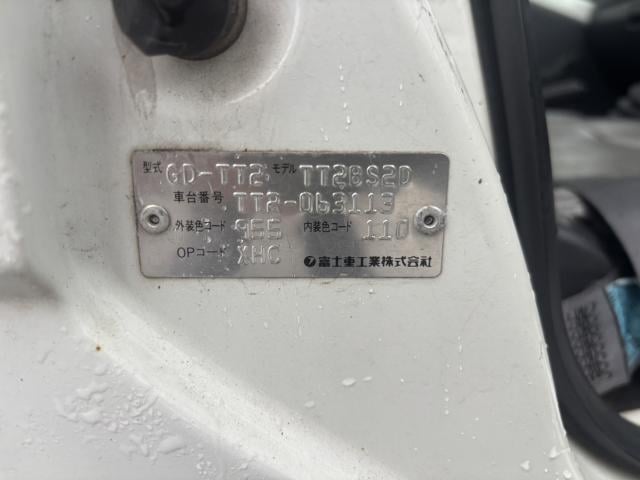 型式 GD-TT2 モデル TT2BS2D
車台番号 TT2-063113
外装色コード 955 内装色コード 110
OPコード XHC 富士重工業株式会社